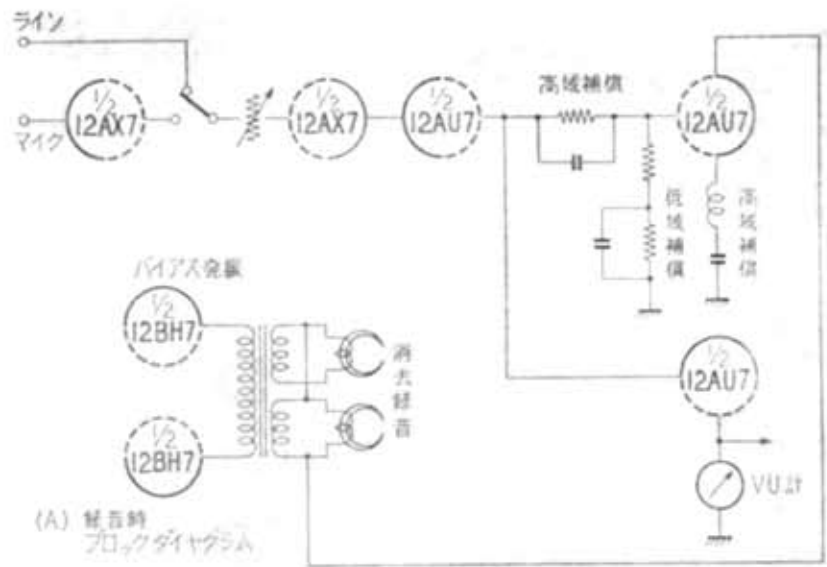 ライン
マイク
1/2
12AX7
1/2
12AX7
1/2
12AU7
高域補償
1/2
12AU7
低域補償
高域補償
バイアス発振
1/2
12BH7
1/2
12BH7
消去
録音
1/2
12AU7
VU計
(A) 録音時
ブロックダイヤグラム